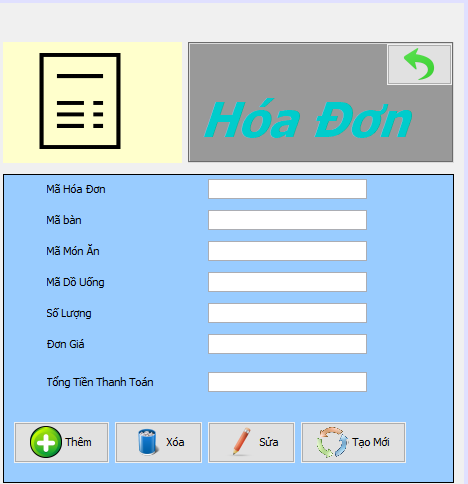 Hóa Đơn
Mã Hóa Đơn
Mã bàn
Mã Món Ăn
Mã Dồ Uống
Số Lượng
Đơn Giá
Tổng Tiền Thanh Toán
Thêm
Xóa
Sửa
Tạo Mới